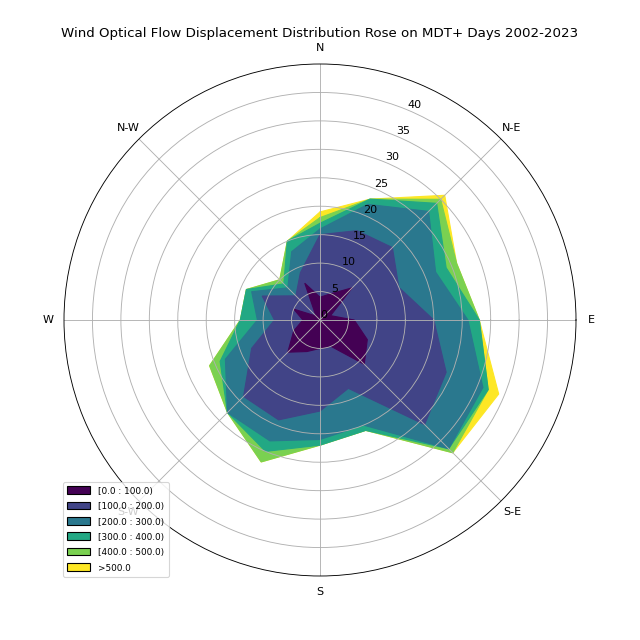 Wind Optical Flow Displacement Distribution Rose on MDT+ Days 2002-2023
N
N-W
N-E
40
35
30
25
20
15
10
5
W
E
S-W
S-E
S
[0.0 : 100.0)
[100.0 : 200.0)
[200.0 : 300.0)
[300.0 : 400.0)
[400.0 : 500.0)
>500.0